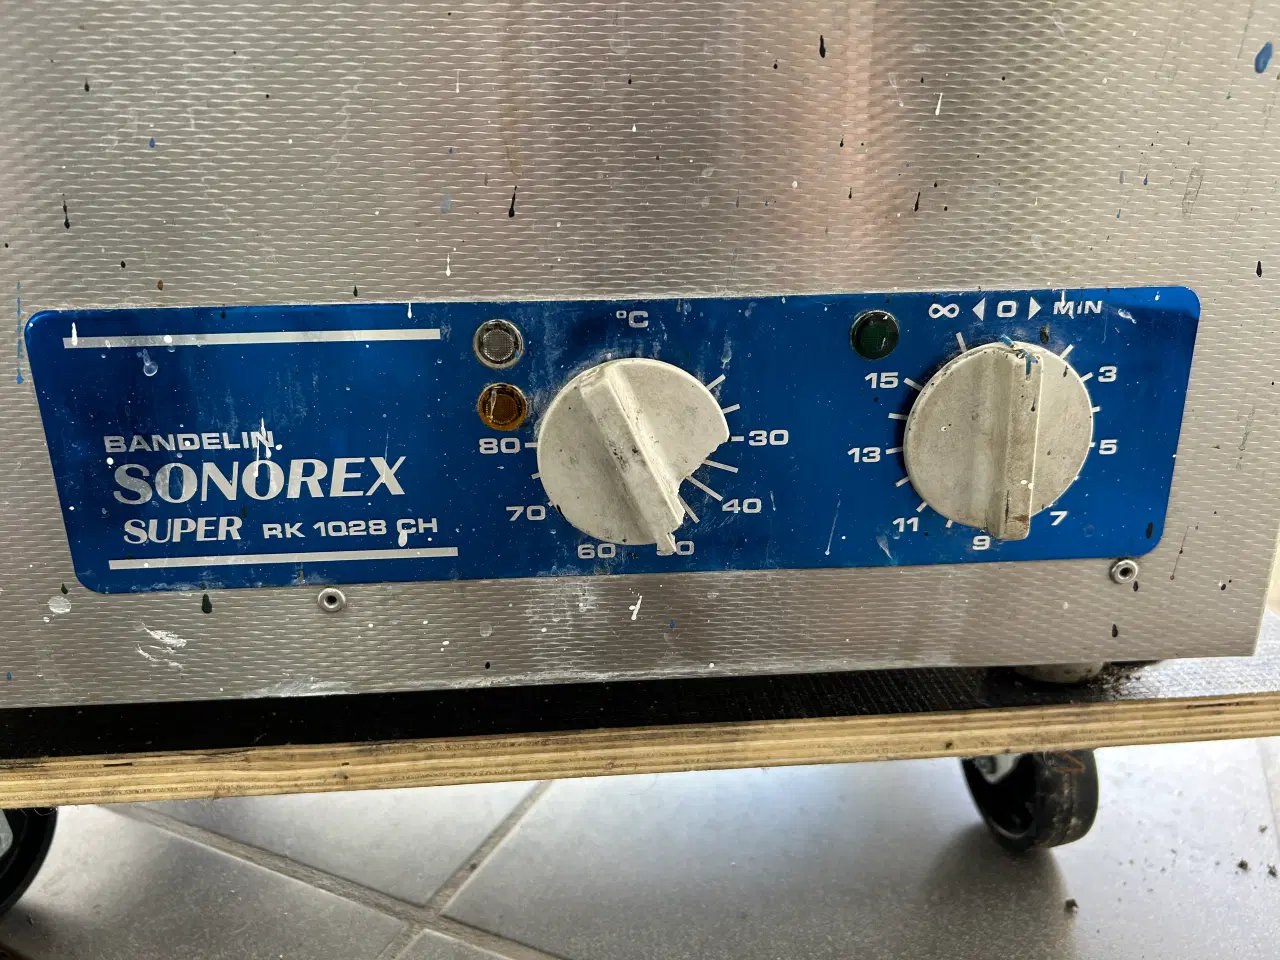 BANDELIN
SONOREX
SUPER RK 1028 CH
°C
80
70
60
40
30
∞ ◀ 0 ▶ MIN
15
13
11
9
7
5
3